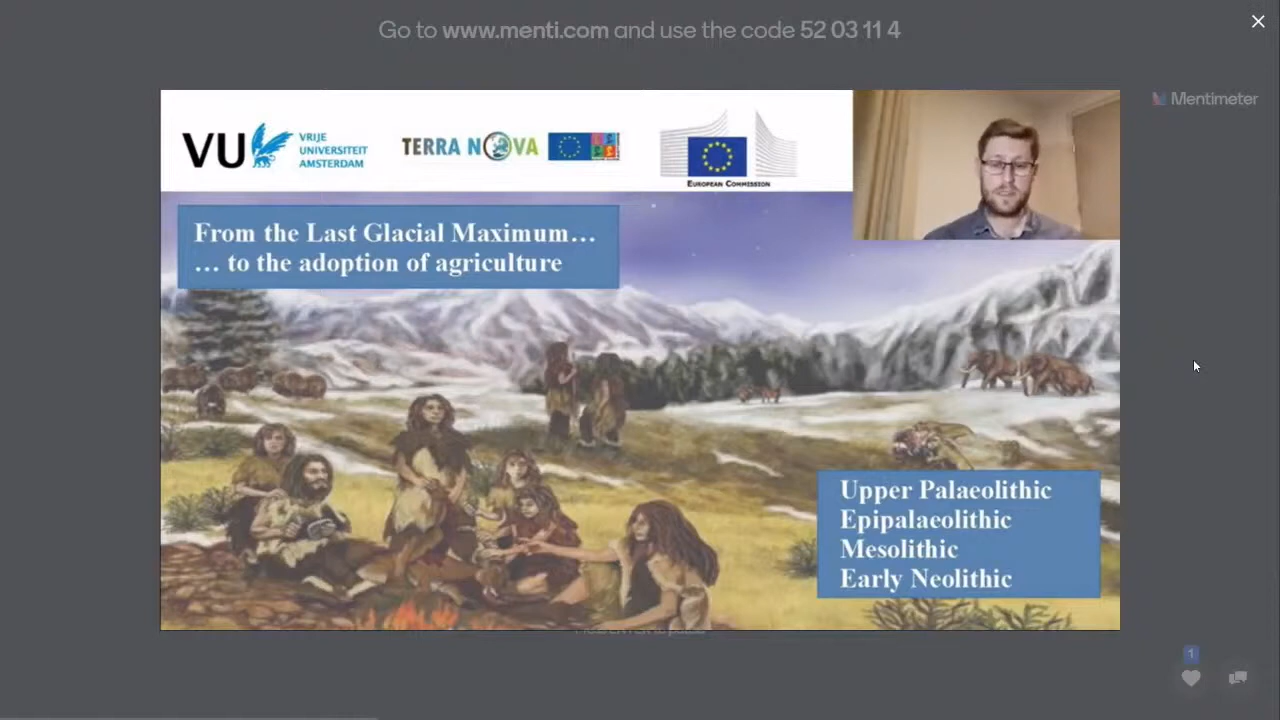 Go to www.menti.com and use the code 52 03 11 4
Mentimeter
VU VRIJE
UNIVERSITEIT
AMSTERDAM
TERRA NOVA
EUROPEAN COMMISSION
From the Last Glacial Maximum…
… to the adoption of agriculture
Upper Palaeolithic
Epipalaeolithic
Mesolithic
Early Neolithic
1